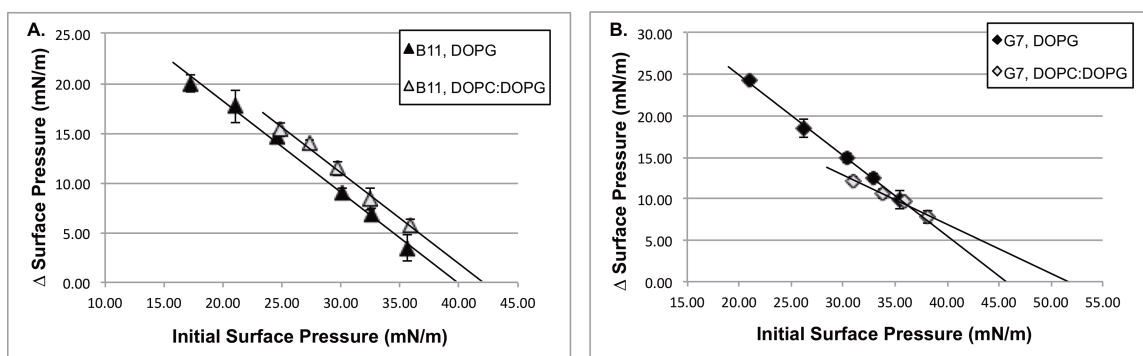 A.
25.00
20.00
15.00
10.00
5.00
0.00
Δ Surface Pressure (mN/m)
B11, DOPG
B11, DOPC:DOPG
10.00 15.00 20.00 25.00 30.00 35.00 40.00 45.00
Initial Surface Pressure (mN/m)
B.
30.00
25.00
20.00
15.00
10.00
5.00
0.00
Δ Surface Pressure (mN/m)
G7, DOPG
G7, DOPC:DOPG
15.00 20.00 25.00 30.00 35.00 40.00 45.00 50.00 55.00
Initial Surface Pressure (mN/m)